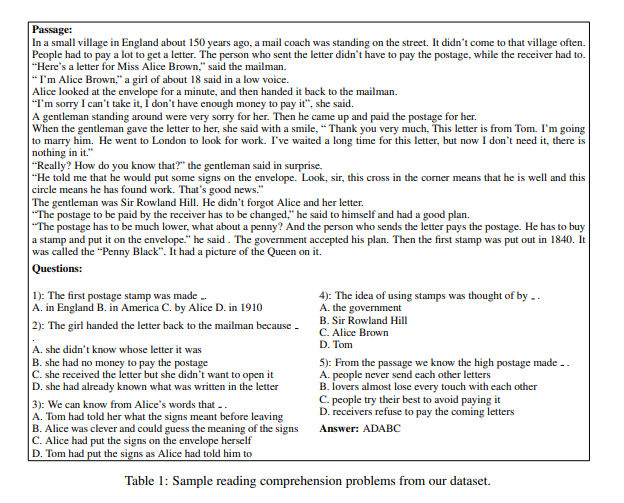 Passage:
In a small village in England about 150 years ago, a mail coach was standing on the street. It didn't come to that village often.
People had to pay a lot to get a letter. The person who sent the letter didn't have to pay the postage, while the receiver had to.
"Here's a letter for Miss Alice Brown," said the mailman.
" I'm Alice Brown," a girl of about 18 said in a low voice.
Alice looked at the envelope for a minute, and then handed it back to the mailman.
"I'm sorry I can't take it, I don't have enough money to pay it", she said.
A gentleman standing around were very sorry for her. Then he came up and paid the postage for her.
When the gentleman gave the letter to her, she said with a smile, " Thank you very much, This letter is from Tom. I'm going
to marry him. He went to London to look for work. I've waited a long time for this letter, but now I don't need it, there is
nothing in it."
"Really? How do you know that?" the gentleman said in surprise.
"He told me that he would put some signs on the envelope. Look, sir, this cross in the corner means that he is well and this
circle means he has found work. That's good news."
The gentleman was Sir Rowland Hill. He didn't forgot Alice and her letter.
"The postage to be paid by the receiver has to be changed," he said to himself and had a good plan.
"The postage has to be much lower, what about a penny? And the person who sends the letter pays the postage. He has to buy
a stamp and put it on the envelope." he said . The government accepted his plan. Then the first stamp was put out in 1840. It
was called the "Penny Black". It had a picture of the Queen on it.
Questions:
1): The first postage stamp was made _.
A. in England B. in America C. by Alice D. in 1910
2): The girl handed the letter back to the mailman because _
.
A. she didn't know whose letter it was
B. she had no money to pay the postage
C. she received the letter but she didn't want to open it
D. she had already known what was written in the letter
3): We can know from Alice's words that _ .
A. Tom had told her what the signs meant before leaving
B. Alice was clever and could guess the meaning of the signs
C. Alice had put the signs on the envelope herself
D. Tom had put the signs as Alice had told him to
4): The idea of using stamps was thought of by _ .
A. the government
B. Sir Rowland Hill
C. Alice Brown
D. Tom
5): From the passage we know the high postage made _ .
A. people never send each other letters
B. lovers almost lose every touch with each other
C. people try their best to avoid paying it
D. receivers refuse to pay the coming letters
Answer: ADABC
Table 1: Sample reading comprehension problems from our dataset.